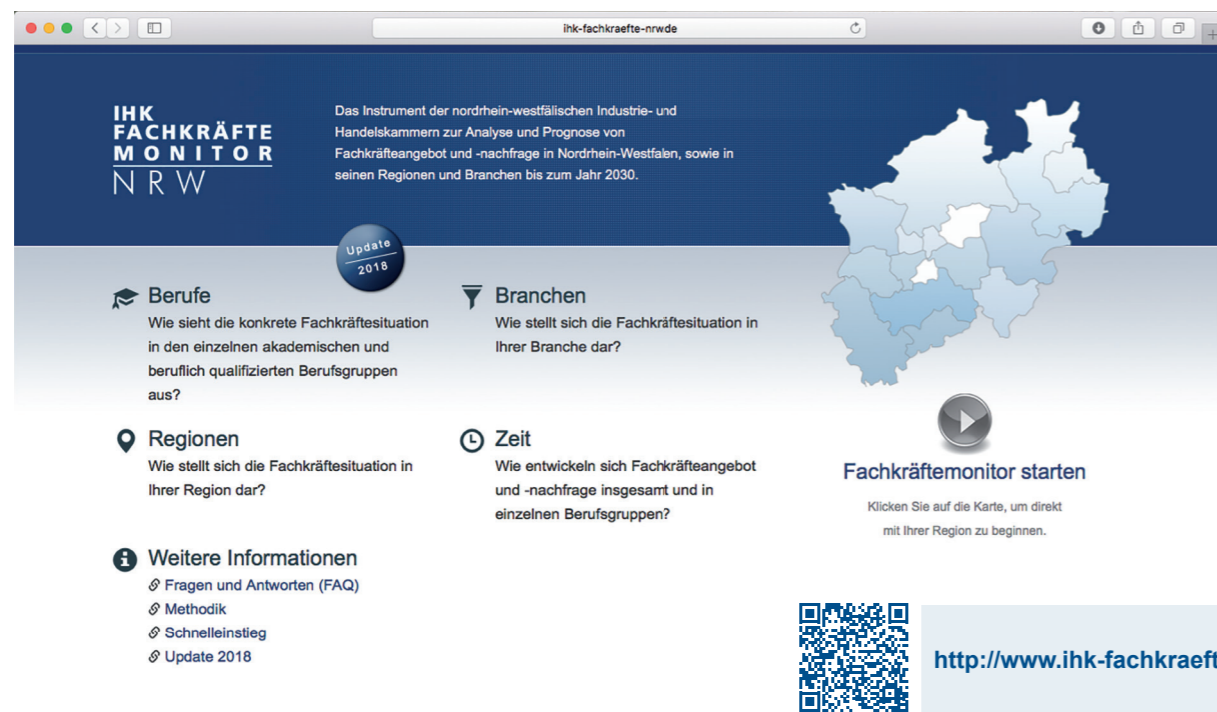 ihk-fachkraefte-nrw.de
IHK
FACHKRÄFTE
MONITOR
NRW
Das Instrument der nordrhein-westfälischen Industrie- und
Handelskammern zur Analyse und Prognose von
Fachkräfteangebot und -nachfrage in Nordrhein-Westfalen, sowie in
seinen Regionen und Branchen bis zum Jahr 2030.
Update
2018
Berufe
Wie sieht die konkrete Fachkräftesituation
in den einzelnen akademischen und
beruflich qualifizierten Berufsgruppen
aus?
Branchen
Wie stellt sich die Fachkräftesituation in
Ihrer Branche dar?
Regionen
Wie stellt sich die Fachkräftesituation in
Ihrer Region dar?
Zeit
Wie entwickeln sich Fachkräfteangebot
und -nachfrage insgesamt und in
einzelnen Berufsgruppen?
Fachkräftemonitor starten
Klicken Sie auf die Karte, um direkt
mit Ihrer Region zu beginnen.
Weitere Informationen
Fragen und Antworten (FAQ)
Methodik
Schnelleinstieg
Update 2018
http://www.ihk-fachkraeft